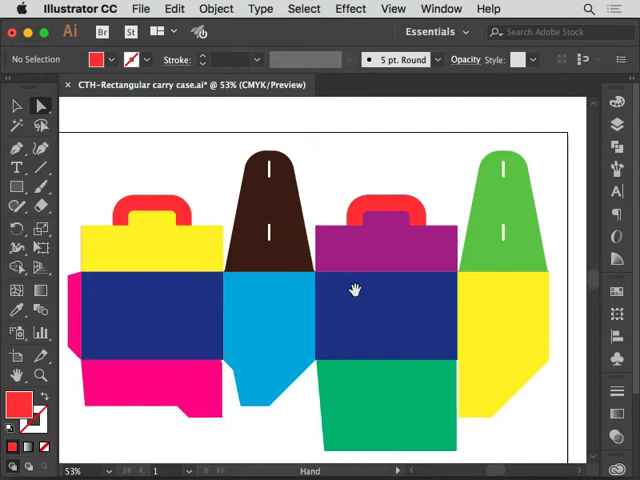 Illustrator CC File Edit Object Type Select Effect View Window Help
Ai Br St Essentials Search Adobe Stock
No Selection Stroke: 5 pt. Round Opacity Style:
× CTH-Rectangular carry case.ai* @ 53% (CMYK/Preview)
53% 1 Hand